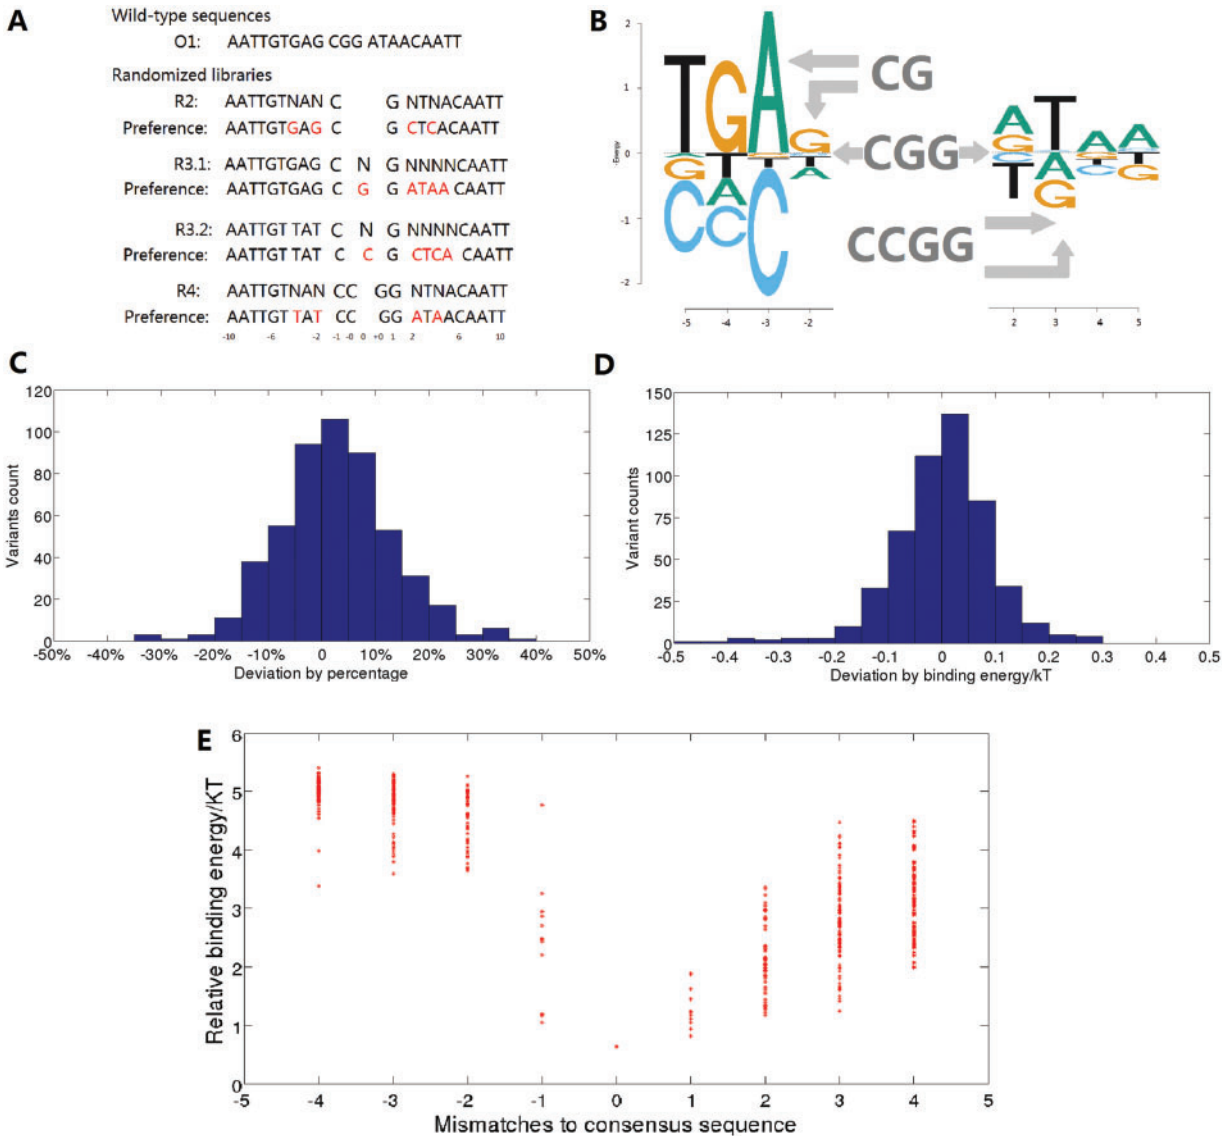 A
Wild-type sequences
O1: AATTGTGAG CGG ATAACAATT
Randomized libraries
R2: AATTGTNAN C G NTNACAATT
Preference: AATTGTGAG C G CTCACAATT
R3.1: AATTGTGAG C N G NNNNCAATT
Preference: AATTGTGAG C G G ATAA CAATT
R3.2: AATTGT TAT C N G NNNNCAATT
Preference: AATTGT TAT C C G CTCA CAATT
R4: AATTGTNAN CC GG NTNACAATT
Preference: AATTGT TAT CC GG ATAACAATT
-10 -6 -2 -1 -0 0 +0 1 2 6 10
B
-Energy
2
1
0
-1
-2
T G A G
A T G C
G A T T
C C C A
CG
CGG
CCGG
A T A A
G
C
T A G T
G C G
-5 -4 -3 -2
2 3 4 5
C
Variants count
120
100
80
60
40
20
0
-50% -40% -30% -20% -10% 0 10% 20% 30% 40% 50%
Deviation by percentage
D
Variant counts
150
125
100
75
50
25
0
-0.5 -0.4 -0.3 -0.2 -0.1 0 0.1 0.2 0.3 0.4 0.5
Deviation by binding energy/kT
E
Relative binding energy/KT
6
5
4
3
2
1
0
-5 -4 -3 -2 -1 0 1 2 3 4 5
Mismatches to consensus sequence